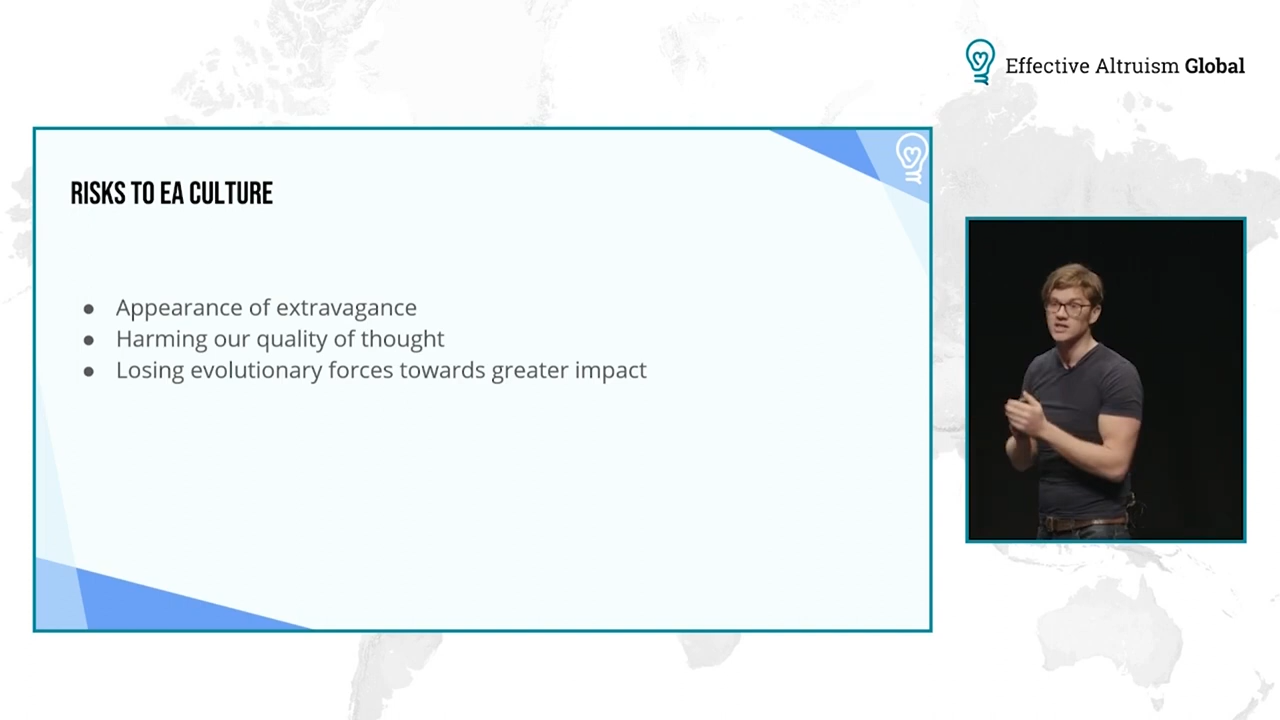 Effective Altruism Global
RISKS TO EA CULTURE
● Appearance of extravagance
● Harming our quality of thought
● Losing evolutionary forces towards greater impact